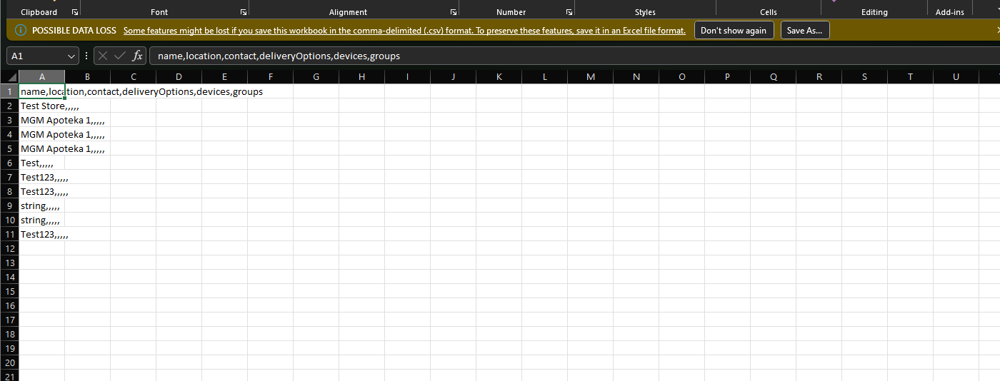 Clipboard Font Alignment Number Styles Cells Editing Add-ins
POSSIBLE DATA LOSS Some features might be lost if you save this workbook in the comma-delimited (.csv) format. To preserve these features, save it in an Excel file format. Don't show again Save As...
A1 fx name,location,contact,deliveryOptions,devices,groups
A B C D E F G H I J K L M N O P Q R S T U
1 name,location,contact,deliveryOptions,devices,groups
2 Test Store,,,,,
3 MGM Apoteka 1,,,,,
4 MGM Apoteka 1,,,,,
5 MGM Apoteka 1,,,,,
6 Test,,,,,
7 Test123,,,,,
8 Test123,,,,,
9 string,,,,,
10 string,,,,,
11 Test123,,,,,
12
13
14
15
16
17
18
19
20
21